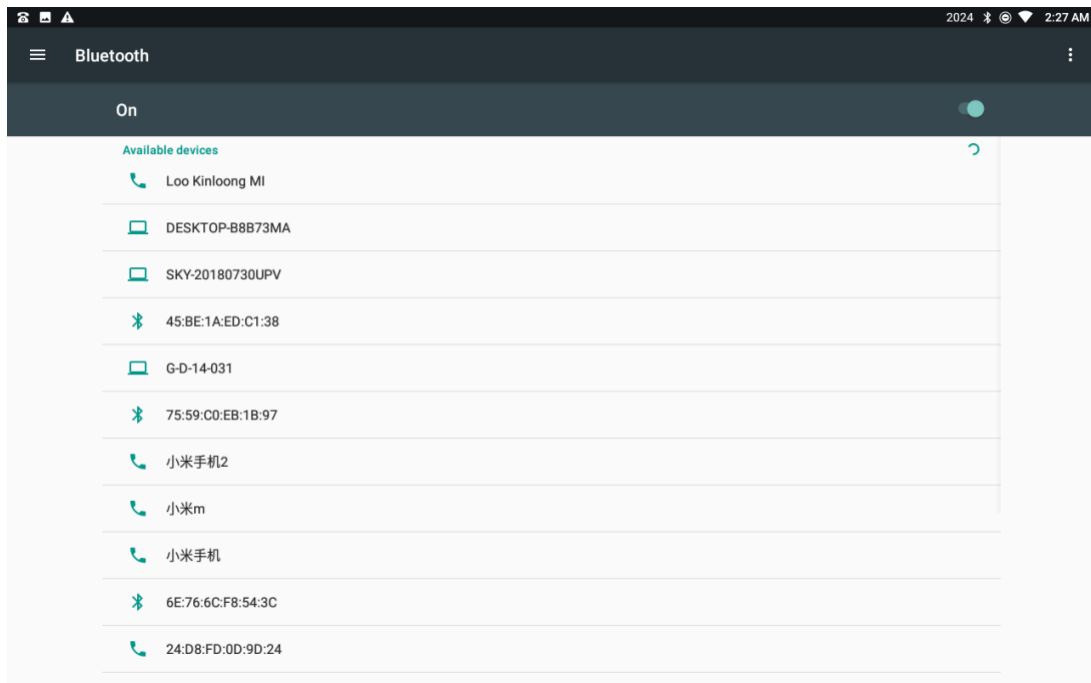 2024 2:27 AM
Bluetooth
On
Available devices
Loo Kinloong MI
DESKTOP-B8B73MA
SKY-20180730UPV
45:BE:1A:ED:C1:38
G-D-14-031
75:59:C0:EB:1B:97
小米手机2
小米m
小米手机
6E:76:6C:F8:54:3C
24:D8:FD:0D:9D:24